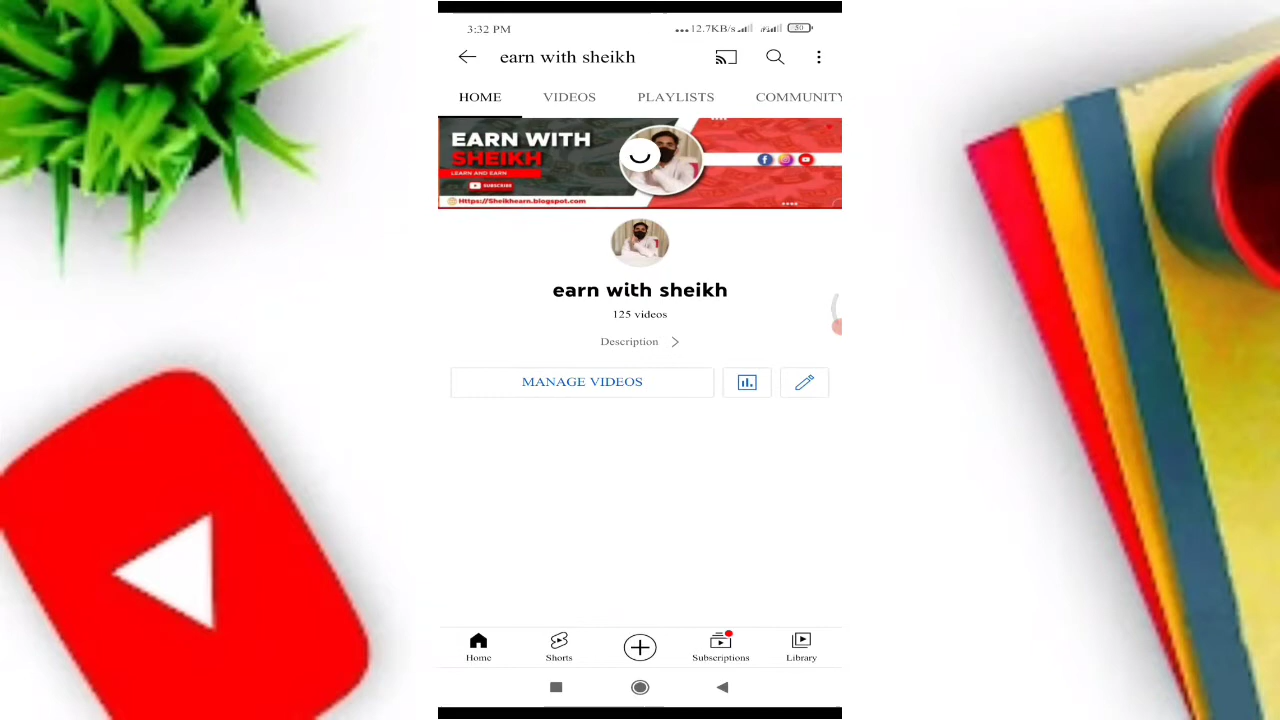 3:32 PM
12.7KB/s
50
earn with sheikh
HOME
VIDEOS
PLAYLISTS
COMMUNITY
EARN WITH
SHEIKH
LEARN AND EARN
SUBSCRIBE
Https://Sheikhearn.blogspot.com
earn with sheikh
125 videos
Description
MANAGE VIDEOS
Home
Shorts
Subscriptions
Library